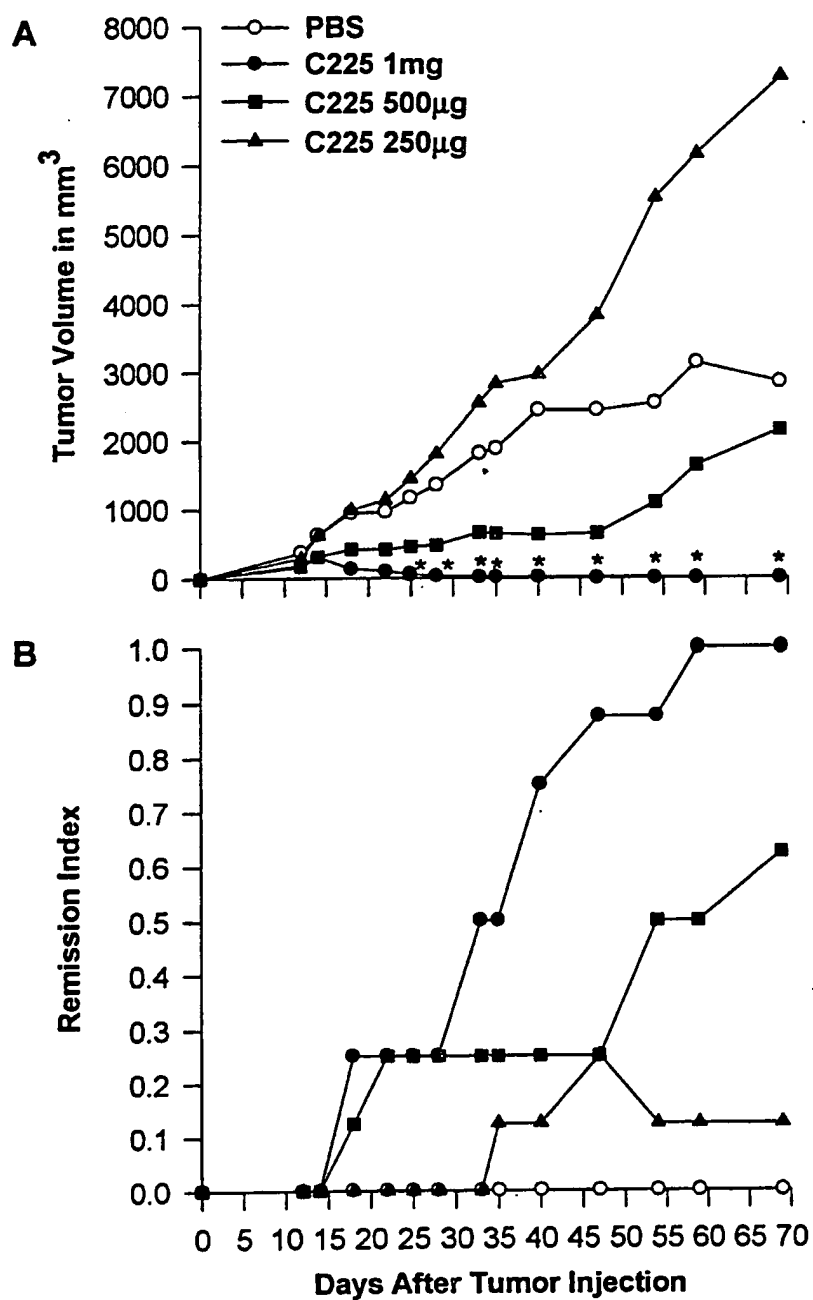 A
PBS
C225 1mg
C225 500µg
C225 250µg
Tumor Volume in mm³
8000
7000
6000
5000
4000
3000
2000
1000
0
* * * * * * * * *
B
Remission Index
1.0
0.9
0.8
0.7
0.6
0.5
0.4
0.3
0.2
0.1
0.0
0 5 10 15 20 25 30 35 40 45 50 55 60 65 70
Days After Tumor Injection